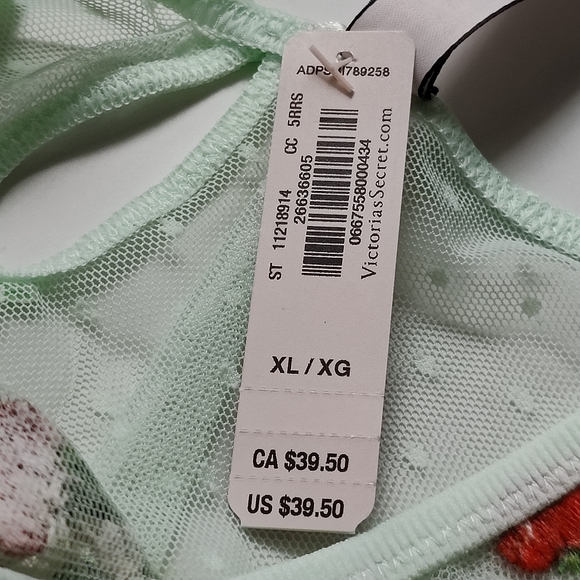 ADPS 1789258
ST 11218914 CC 5RRS
26636605
0667558000434
VictoriasSecret.com
XL / XG
CA $39.50
US $39.50